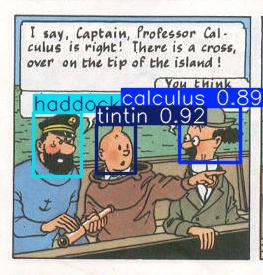 I say, Captain, Professor Cal-
culus is right! There is a cross,
over on the tip of the island!
You think
haddock
calculus 0.89
tintin 0.92